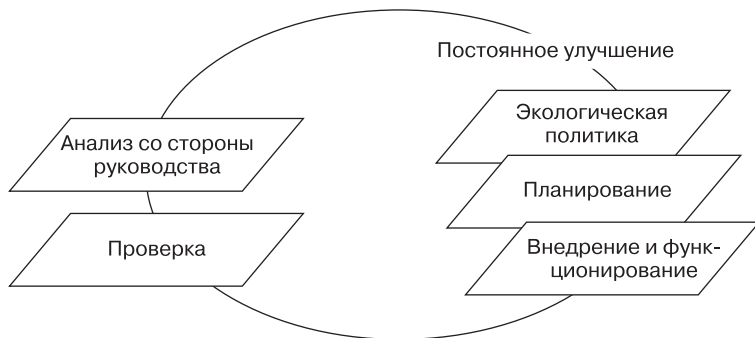 Постоянное улучшение
Экологическая
политика
Планирование
Внедрение и функ-
ционирование
Анализ со стороны
руководства
Проверка